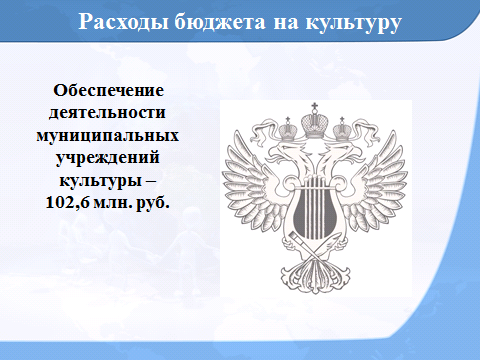 Расходы бюджета на культуру
Обеспечение
деятельности
муниципальных
учреждений
культуры –
102,6 млн. руб.